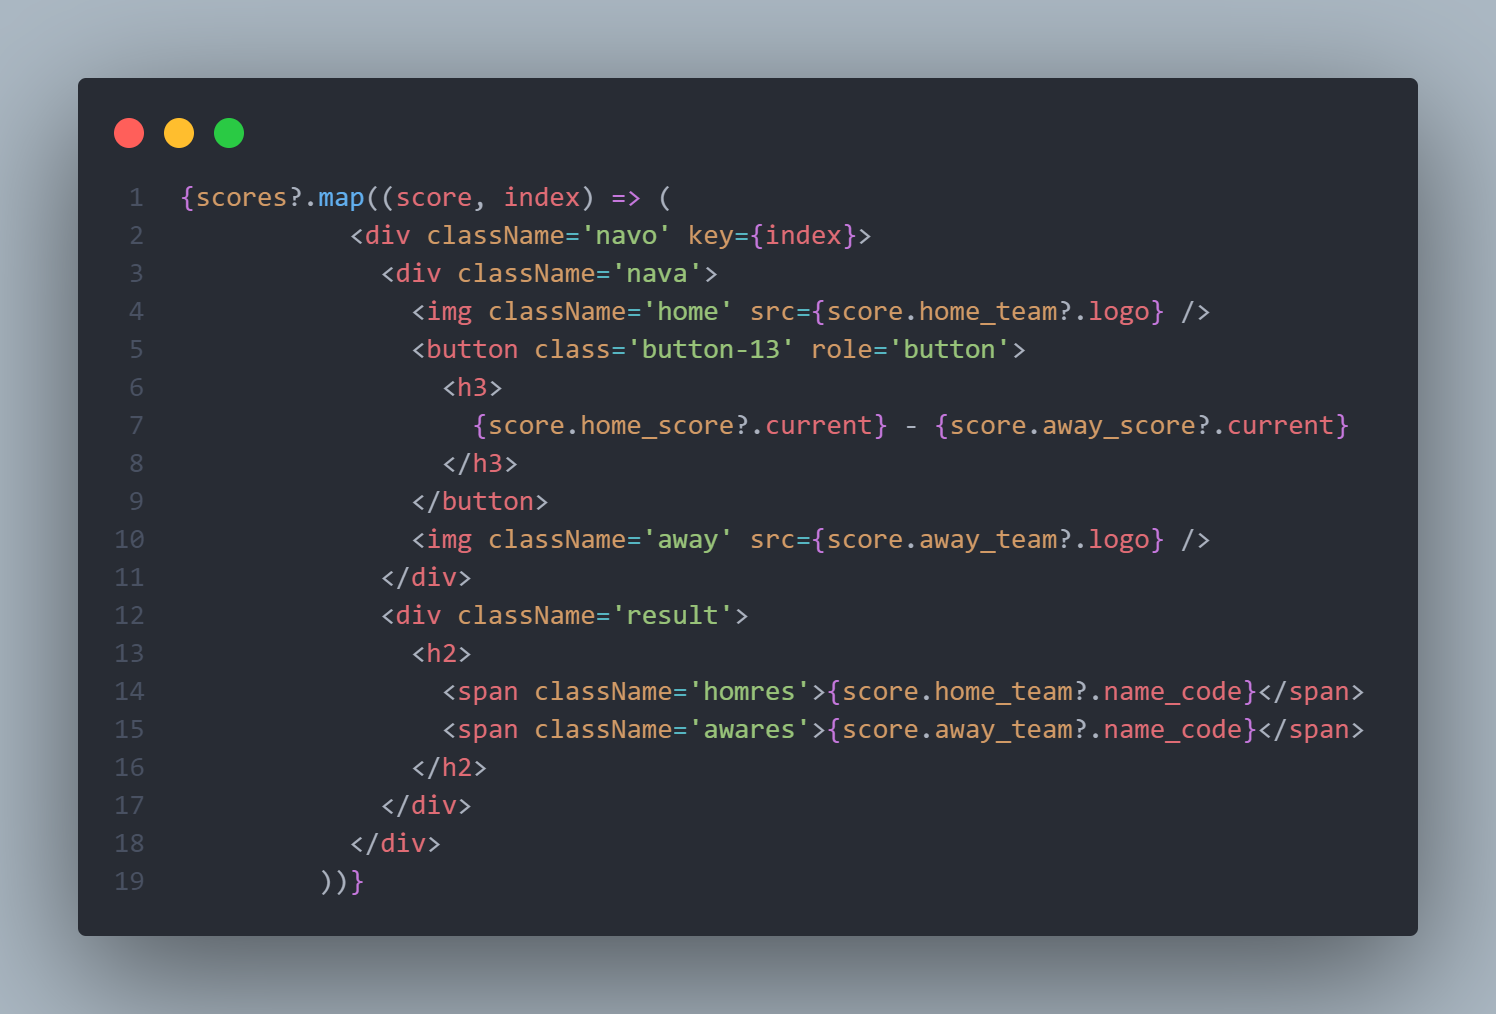 1 {scores?.map((score, index) => (
2 <div className='navo' key={index}>
3 <div className='nava'>
4 <img className='home' src={score.home_team?.logo} />
5 <button class='button-13' role='button'>
6 <h3>
7 {score.home_score?.current} - {score.away_score?.current}
8 </h3>
9 </button>
10 <img className='away' src={score.away_team?.logo} />
11 </div>
12 <div className='result'>
13 <h2>
14 <span className='homres'>{score.home_team?.name_code}</span>
15 <span className='awares'>{score.away_team?.name_code}</span>
16 </h2>
17 </div>
18 </div>
19 ))}